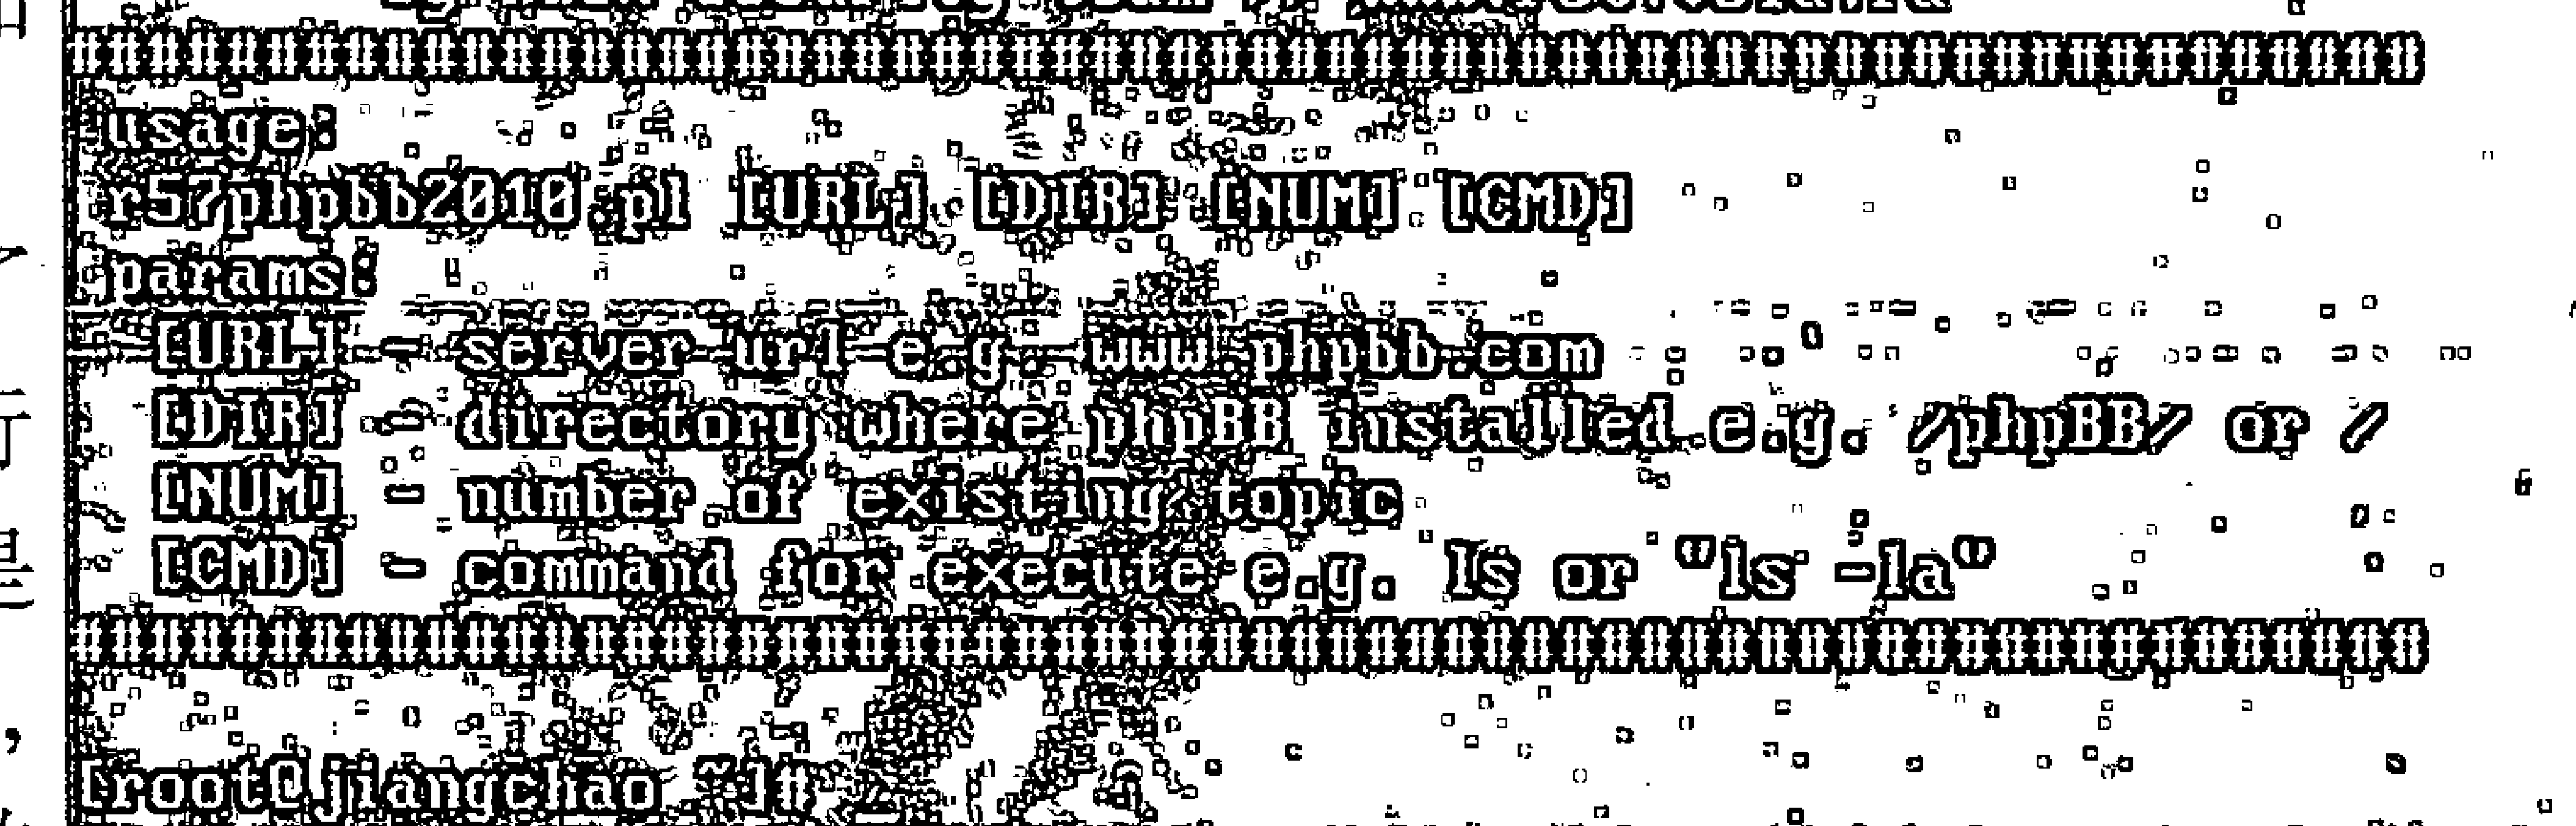 ############################################################
usage:
r57phpbb2010.pl [URL] [DIR] [NUM] [CMD]
params:
[URL] - server url e.g. www.phpbb.com
[DIR] - directory where phpBB installed e.g. /phpBB/ or /
[NUM] - number of existing topic
[CMD] - command for execute e.g. ls or "ls -la"
############################################################
[root@jiangchao ~]# _